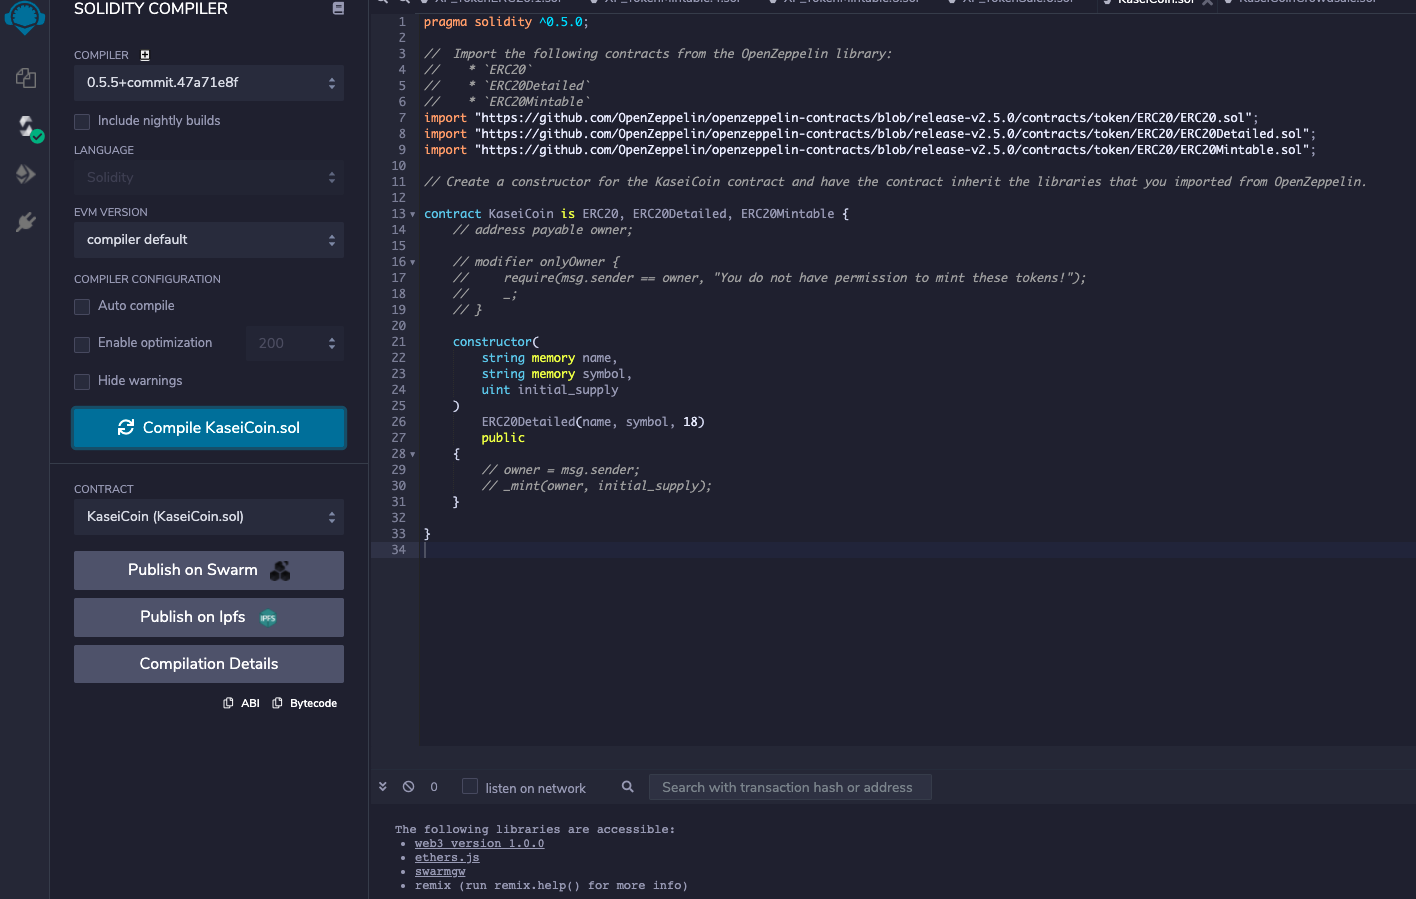 SOLIDITY COMPILER
COMPILER
0.5.5+commit.47a71e8f
Include nightly builds
LANGUAGE
Solidity
EVM VERSION
compiler default
COMPILER CONFIGURATION
Auto compile
Enable optimization
200
Hide warnings
Compile KaseiCoin.sol
CONTRACT
KaseiCoin (KaseiCoin.sol)
Publish on Swarm
Publish on Ipfs
IPFS
Compilation Details
ABI
Bytecode
1 pragma solidity ^0.5.0;
2
3 //  Import the following contracts from the OpenZeppelin library:
4 //    * `ERC20`
5 //    * `ERC20Detailed`
6 //    * `ERC20Mintable`
7 import "https://github.com/OpenZeppelin/openzeppelin-contracts/blob/release-v2.5.0/contracts/token/ERC20/ERC20.sol";
8 import "https://github.com/OpenZeppelin/openzeppelin-contracts/blob/release-v2.5.0/contracts/token/ERC20/ERC20Detailed.sol";
9 import "https://github.com/OpenZeppelin/openzeppelin-contracts/blob/release-v2.5.0/contracts/token/ERC20/ERC20Mintable.sol";
10
11 // Create a constructor for the KaseiCoin contract and have the contract inherit the libraries that you imported from OpenZeppelin.
12
13 contract KaseiCoin is ERC20, ERC20Detailed, ERC20Mintable {
14     // address payable owner;
15
16     // modifier onlyOwner {
17     //     require(msg.sender == owner, "You do not have permission to mint these tokens!");
18     //     _;
19     // }
20
21     constructor(
22         string memory name,
23         string memory symbol,
24         uint initial_supply
25     )
26         ERC20Detailed(name, symbol, 18)
27         public
28     {
29         // owner = msg.sender;
30         // _mint(owner, initial_supply);
31     }
32
33 }
34
0
listen on network
Search with transaction hash or address
The following libraries are accessible:
• web3 version 1.0.0
• ethers.js
• swarmgw
• remix (run remix.help() for more info)